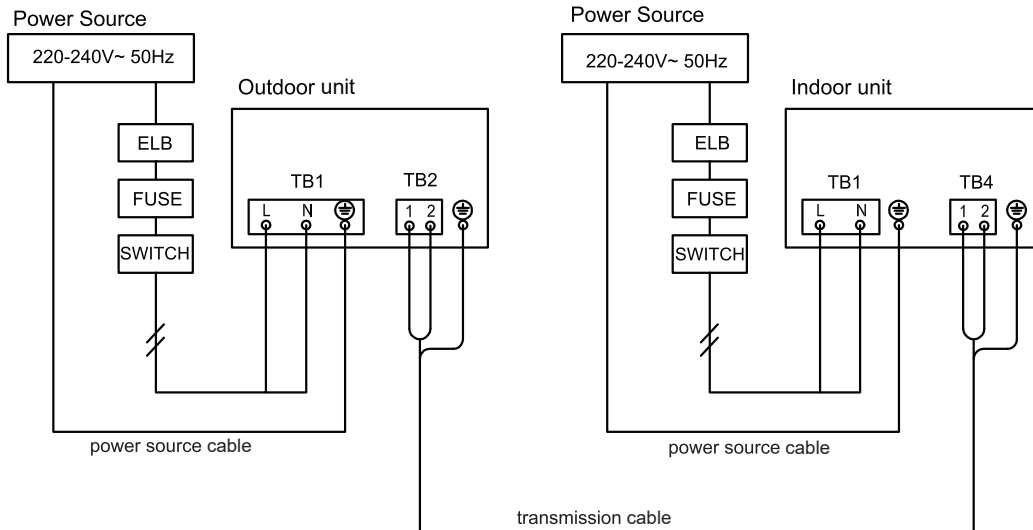 Power Source
220-240V~ 50Hz
ELB
FUSE
SWITCH
Outdoor unit
TB1
TB2
L N
1 2
power source cable
Power Source
220-240V~ 50Hz
ELB
FUSE
SWITCH
Indoor unit
TB1
TB4
L N
1 2
power source cable
transmission cable